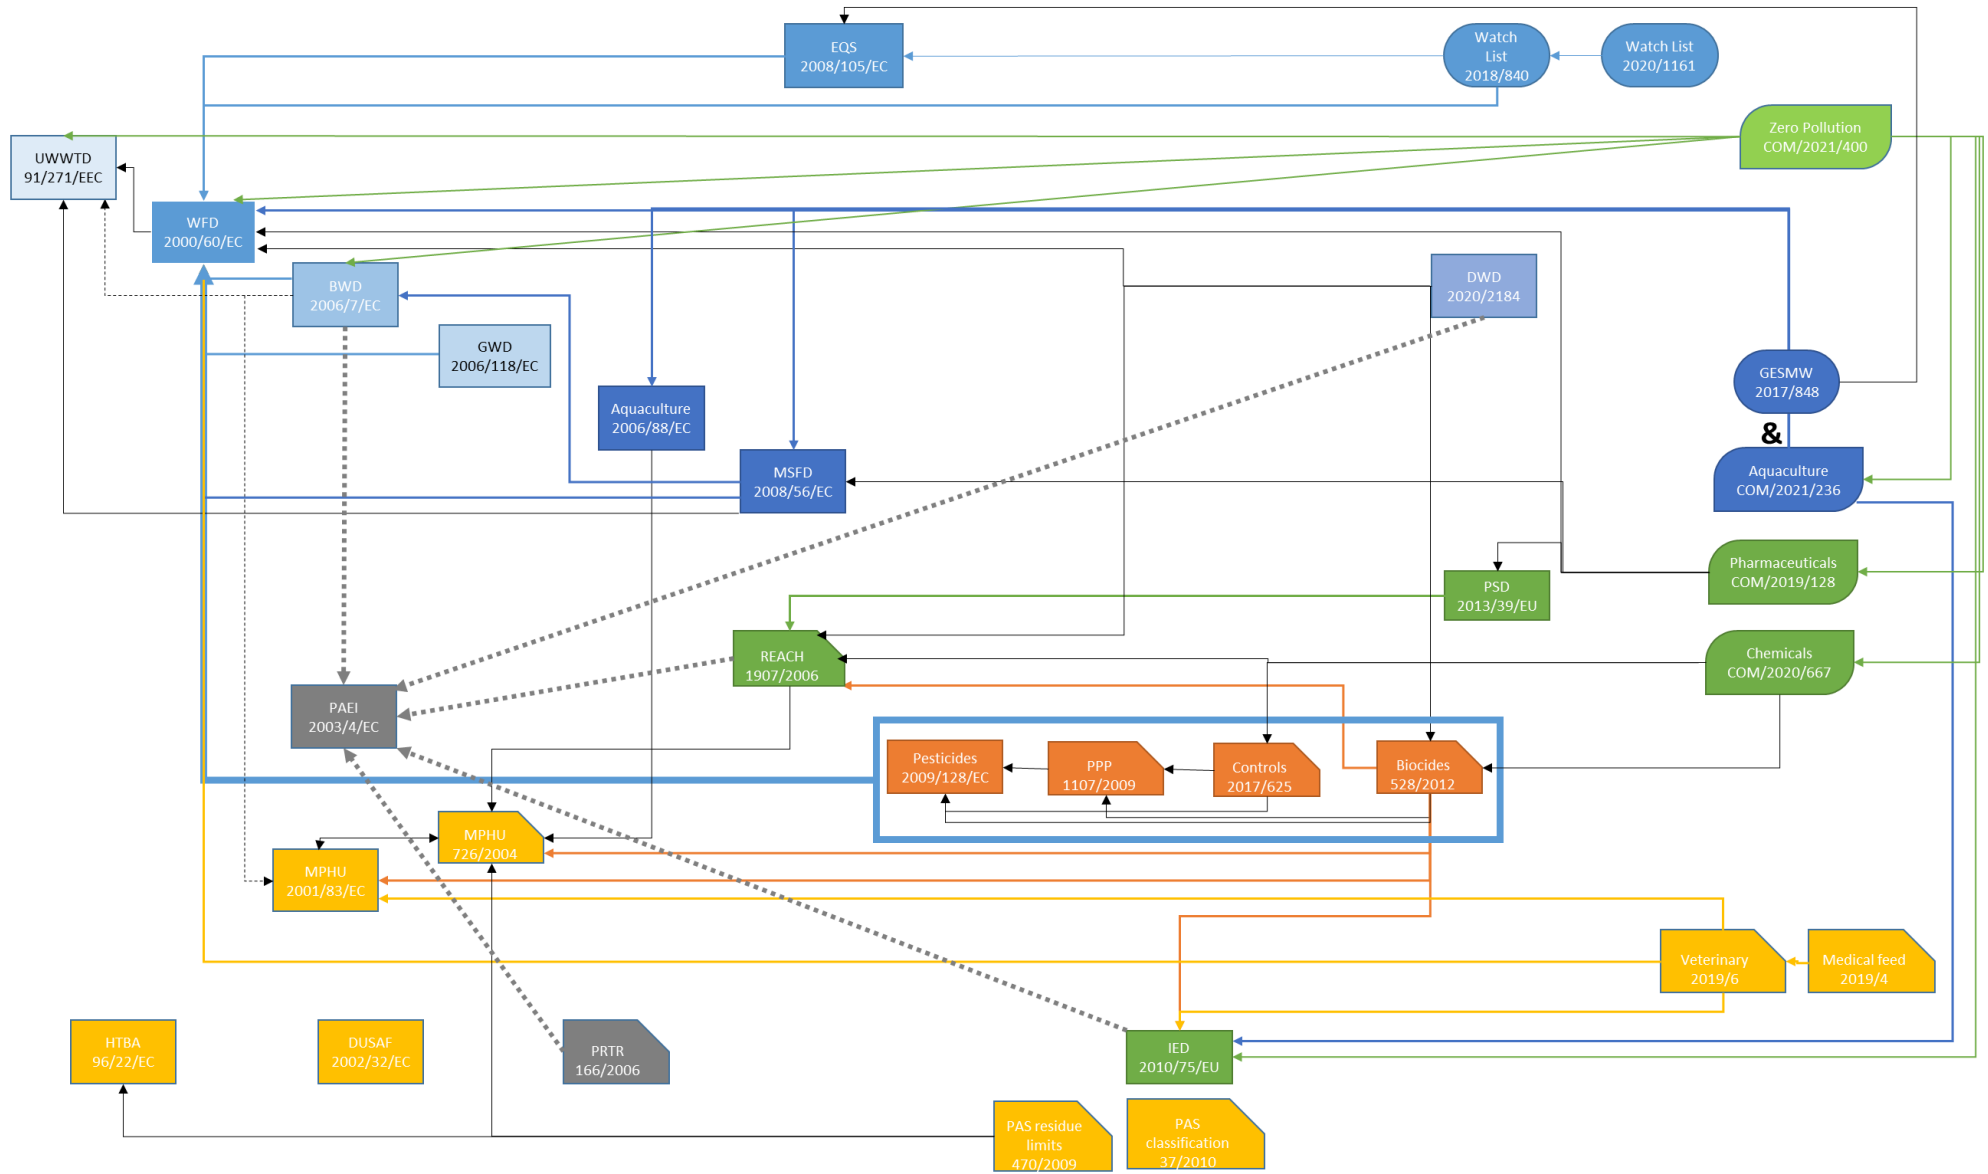 EQS
2008/105/EC
Watch
List
2018/840
Watch List
2020/1161
Zero Pollution
COM/2021/400
UWWTD
91/271/EEC
WFD
2000/60/EC
BWD
2006/7/EC
DWD
2020/2184
GWD
2006/118/EC
GESMW
2017/848
&
Aquaculture
2006/88/EC
MSFD
2008/56/EC
Aquaculture
COM/2021/236
Pharmaceuticals
COM/2019/128
PSD
2013/39/EU
REACH
1907/2006
Chemicals
COM/2020/667
PAEI
2003/4/EC
Pesticides
2009/128/EC
PPP
1107/2009
Controls
2017/625
Biocides
528/2012
MPHU
726/2004
MPHU
2001/83/EC
Veterinary
2019/6
Medical feed
2019/4
HTBA
96/22/EC
DUSAF
2002/32/EC
PRTR
166/2006
IED
2010/75/EU
PAS residue
limits
470/2009
PAS
classification
37/2010